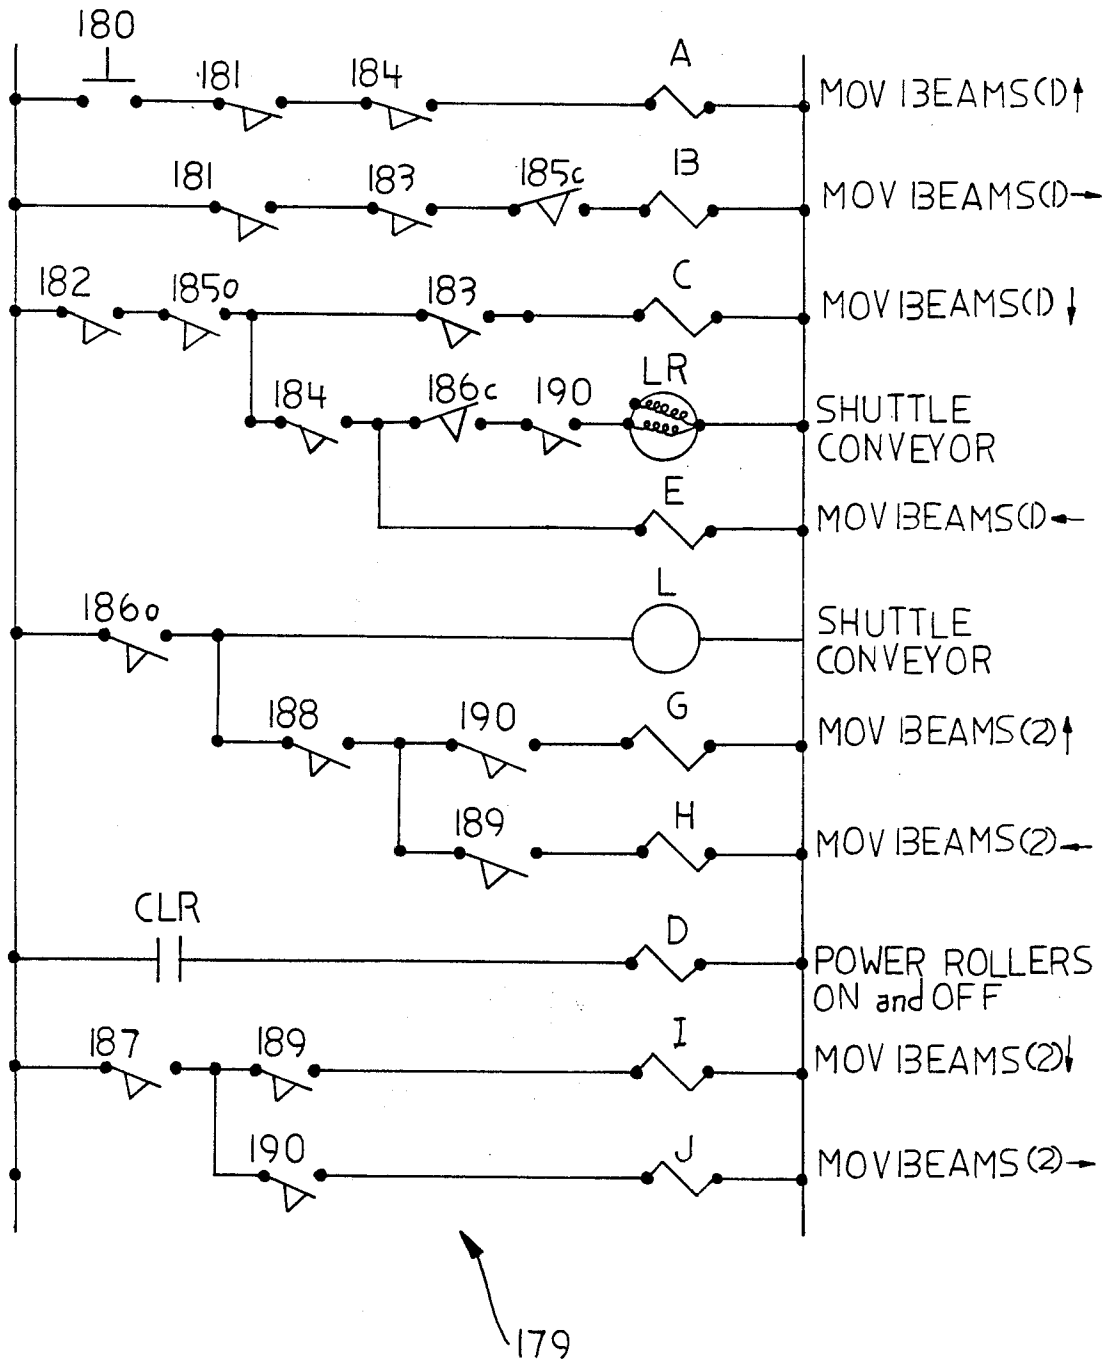 180
181 184 A MOV BEAMS(1)↑
181 183 185c B MOV BEAMS(1)→
182 185o 183 C MOV BEAMS(1)↓
184 186c 190 LR SHUTTLE
CONVEYOR
E MOV BEAMS(1)←
186o L SHUTTLE
CONVEYOR
188 190 G MOV BEAMS(2)↑
189 H MOV BEAMS(2)←
CLR D POWER ROLLERS
ON and OFF
187 189 I MOV BEAMS(2)↓
190 J MOV BEAMS(2)→
179